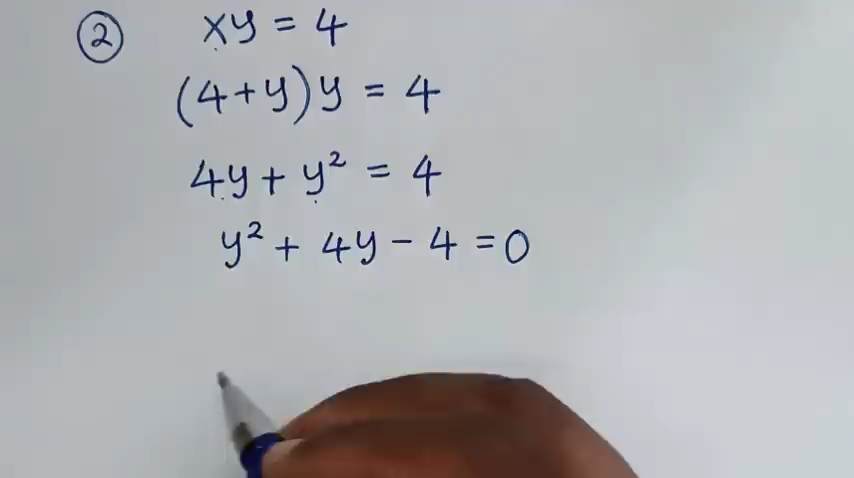 ② xy = 4
(4+y)y = 4
4y + y² = 4
y² + 4y - 4 = 0